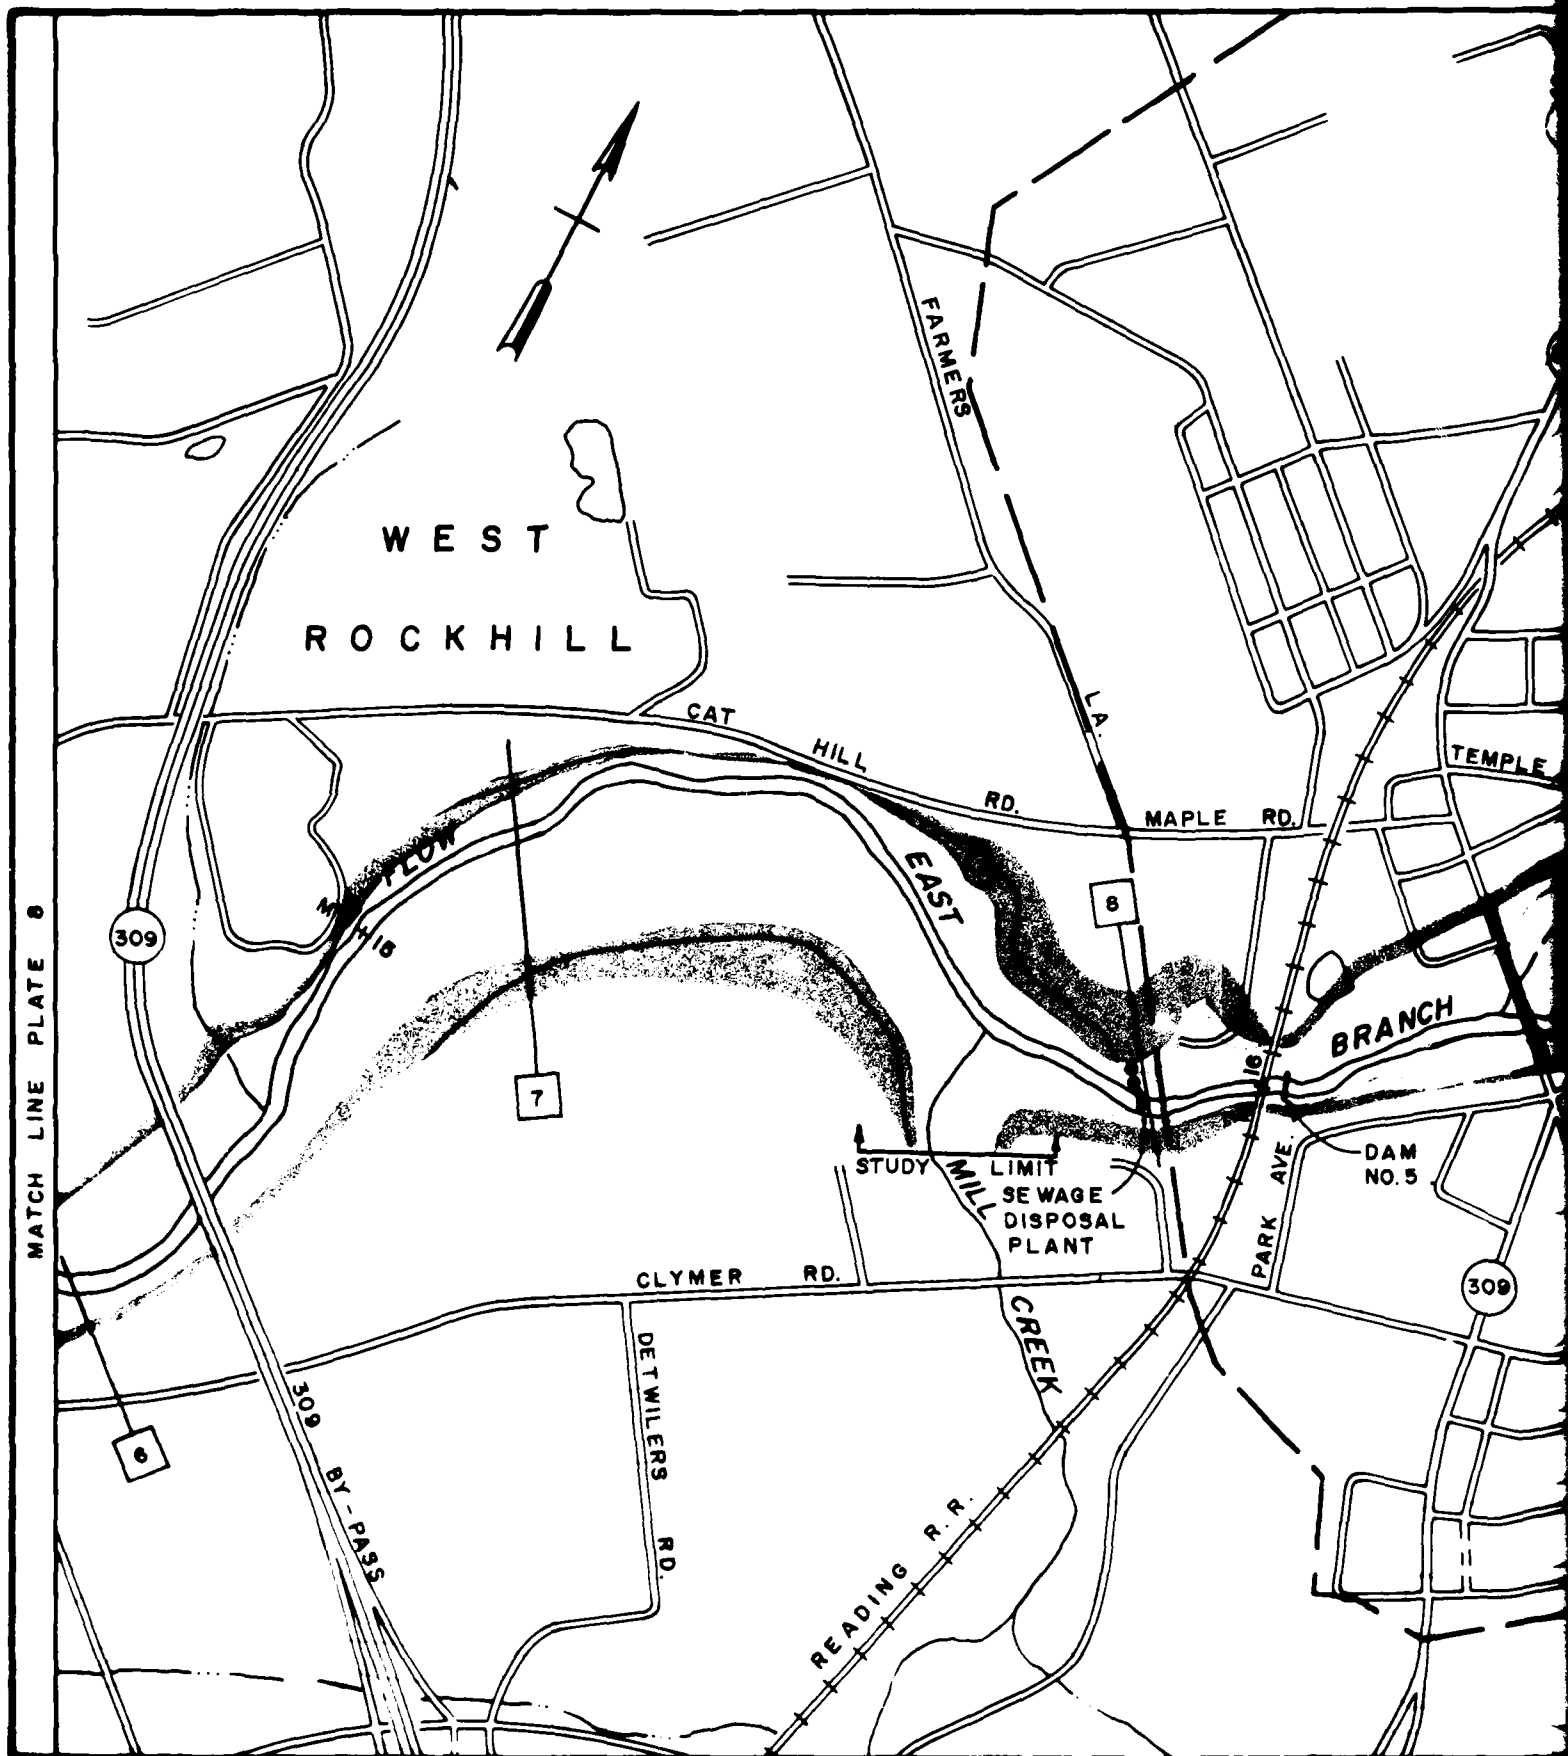 FARMERS
WEST
ROCKHILL
LA.
CAT
HILL
RD.
MAPLE RD.
TEMPLE
FLOW
EAST
8
309
M
15
MATCH LINE PLATE 8
BRANCH
16
7
DAM
NO. 5
STUDY LIMIT
MILL
SEWAGE
DISPOSAL
PLANT
PARK AVE.
CLYMER RD.
309
CREEK
DETWILERS RD.
309 BY-PASS
6
READING R.R.